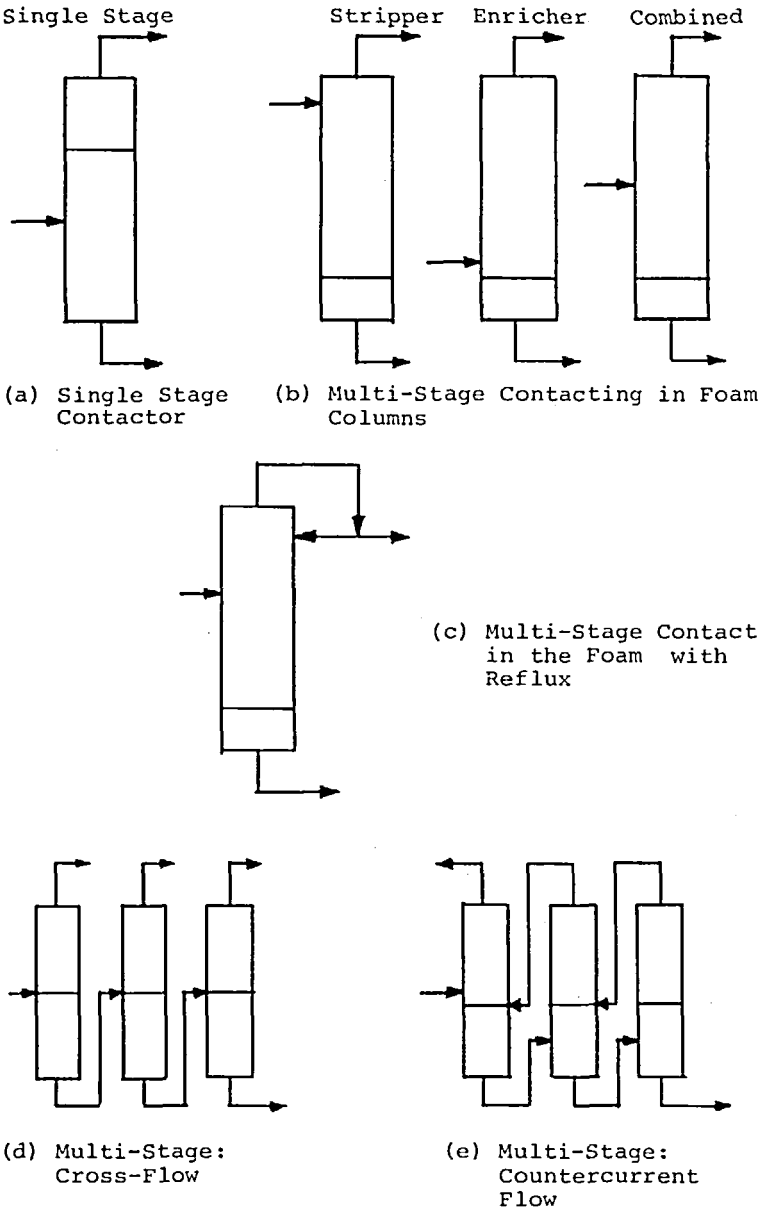 Single Stage
Stripper
Enricher
Combined
(a) Single Stage
Contactor
(b) Multi-Stage Contacting in Foam
Columns
(c) Multi-Stage Contact
in the Foam with
Reflux
(d) Multi-Stage:
Cross-Flow
(e) Multi-Stage:
Countercurrent
Flow